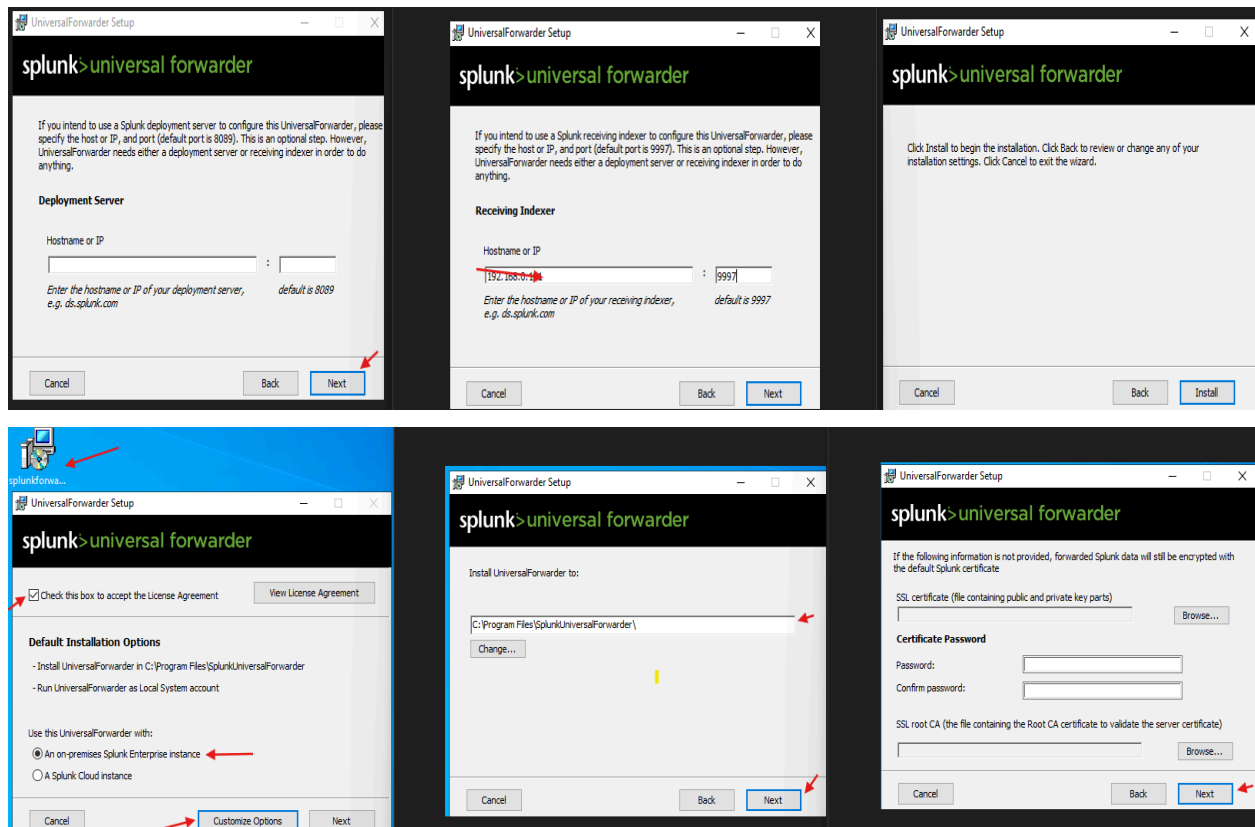 UniversalForwarder Setup
splunk>universal forwarder
If you intend to use a Splunk deployment server to configure this UniversalForwarder, please
specify the host or IP, and port (default port is 8089). This is an optional step. However,
UniversalForwarder needs either a deployment server or receiving indexer in order to do
anything.
Deployment Server
Hostname or IP
:
Enter the hostname or IP of your deployment server,
e.g. ds.splunk.com
default is 8089
Cancel
Back
Next
UniversalForwarder Setup
splunk>universal forwarder
If you intend to use a Splunk receiving indexer to configure this UniversalForwarder, please
specify the host or IP, and port (default port is 9997). This is an optional step. However,
UniversalForwarder needs either a deployment server or receiving indexer in order to do
anything.
Receiving Indexer
Hostname or IP
: 9997
Enter the hostname or IP of your receiving indexer,
e.g. ds.splunk.com
default is 9997
Cancel
Back
Next
UniversalForwarder Setup
splunk>universal forwarder
Click Install to begin the installation. Click Back to review or change any of your
installation settings. Click Cancel to exit the wizard.
Cancel
Back
Install
splunkforwa...
UniversalForwarder Setup
splunk>universal forwarder
Check this box to accept the License Agreement
View License Agreement
Default Installation Options
- Install UniversalForwarder in C:\Program Files\SplunkUniversalForwarder
- Run UniversalForwarder as Local System account
Use this UniversalForwarder with:
An on-premises Splunk Enterprise instance
A Splunk Cloud instance
Cancel
Customize Options
Next
UniversalForwarder Setup
splunk>universal forwarder
Install UniversalForwarder to:
C:\Program Files\SplunkUniversalForwarder\
Change...
Cancel
Back
Next
UniversalForwarder Setup
splunk>universal forwarder
If the following information is not provided, forwarded Splunk data will still be encrypted with
the default Splunk certificate
SSL certificate (file containing public and private key parts)
Browse...
Certificate Password
Password:
Confirm password:
SSL root CA (the file containing the Root CA certificate to validate the server certificate)
Browse...
Cancel
Back
Next